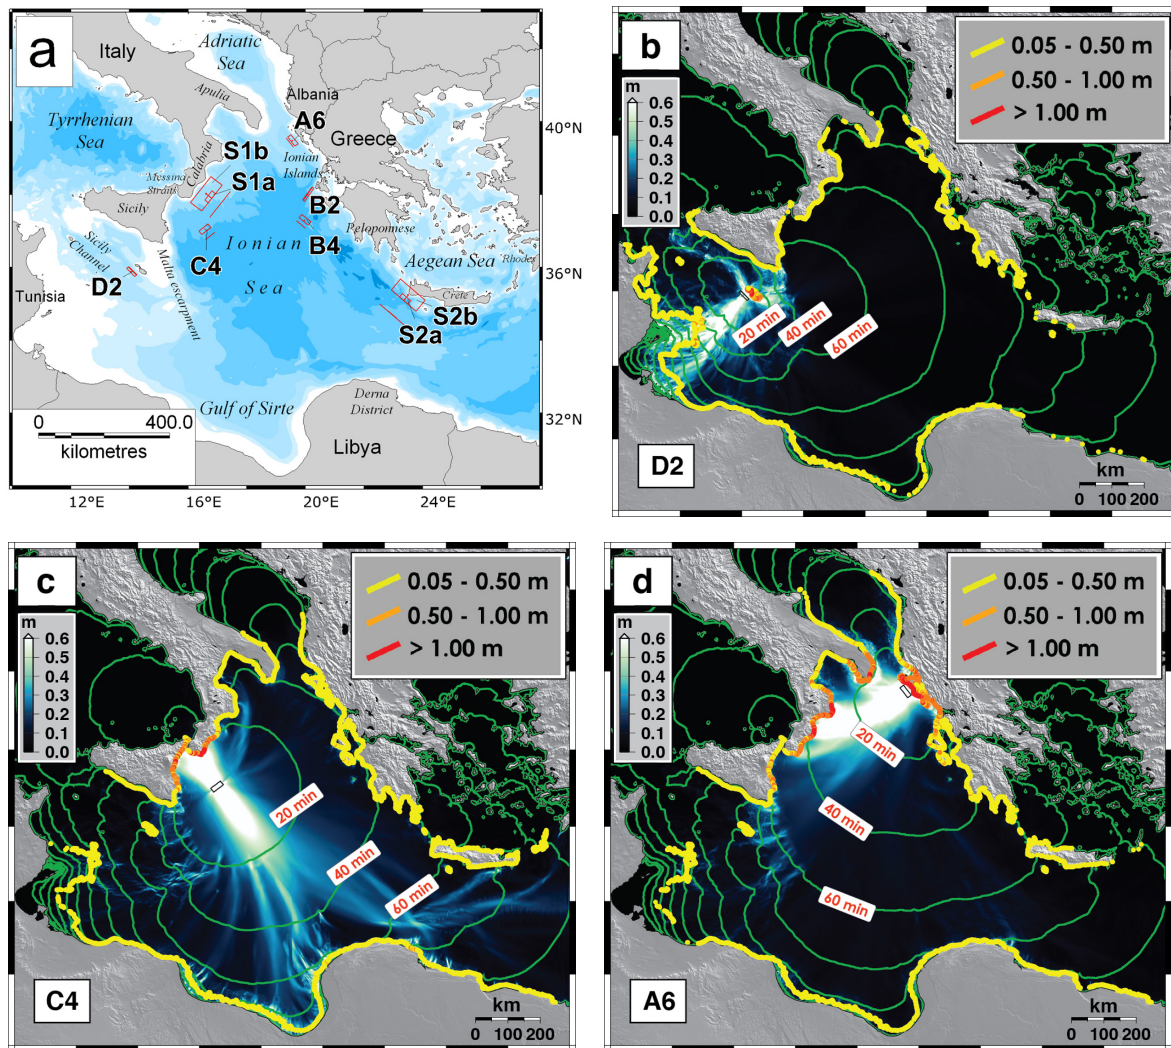 a
Italy
Adriatic
Sea
Apulia
Albania
Tyrrhenian
Sea
A6
Greece
40°N
Calabria
S1b
Ionian
Islands
Messina
Straits
S1a
Sicily
B2
Peloponnese
Ionian
Sea
B4
Sicily
Channel
C4
Aegean Sea
Rhodes
36°N
D2
Malta escarpment
Crete
Tunisia
S2b
S2a
Derna
District
Gulf of Sirte
32°N
0 400.0
kilometres
Libya
12°E 16°E 20°E 24°E
b
0.05 - 0.50 m
0.50 - 1.00 m
> 1.00 m
m
0.6
0.5
0.4
0.3
0.2
0.1
0.0
20 min
40 min
60 min
D2
km
0 100 200
c
0.05 - 0.50 m
0.50 - 1.00 m
> 1.00 m
m
0.6
0.5
0.4
0.3
0.2
0.1
0.0
20 min
40 min
60 min
C4
km
0 100 200
d
0.05 - 0.50 m
0.50 - 1.00 m
> 1.00 m
m
0.6
0.5
0.4
0.3
0.2
0.1
0.0
20 min
40 min
60 min
A6
km
0 100 200